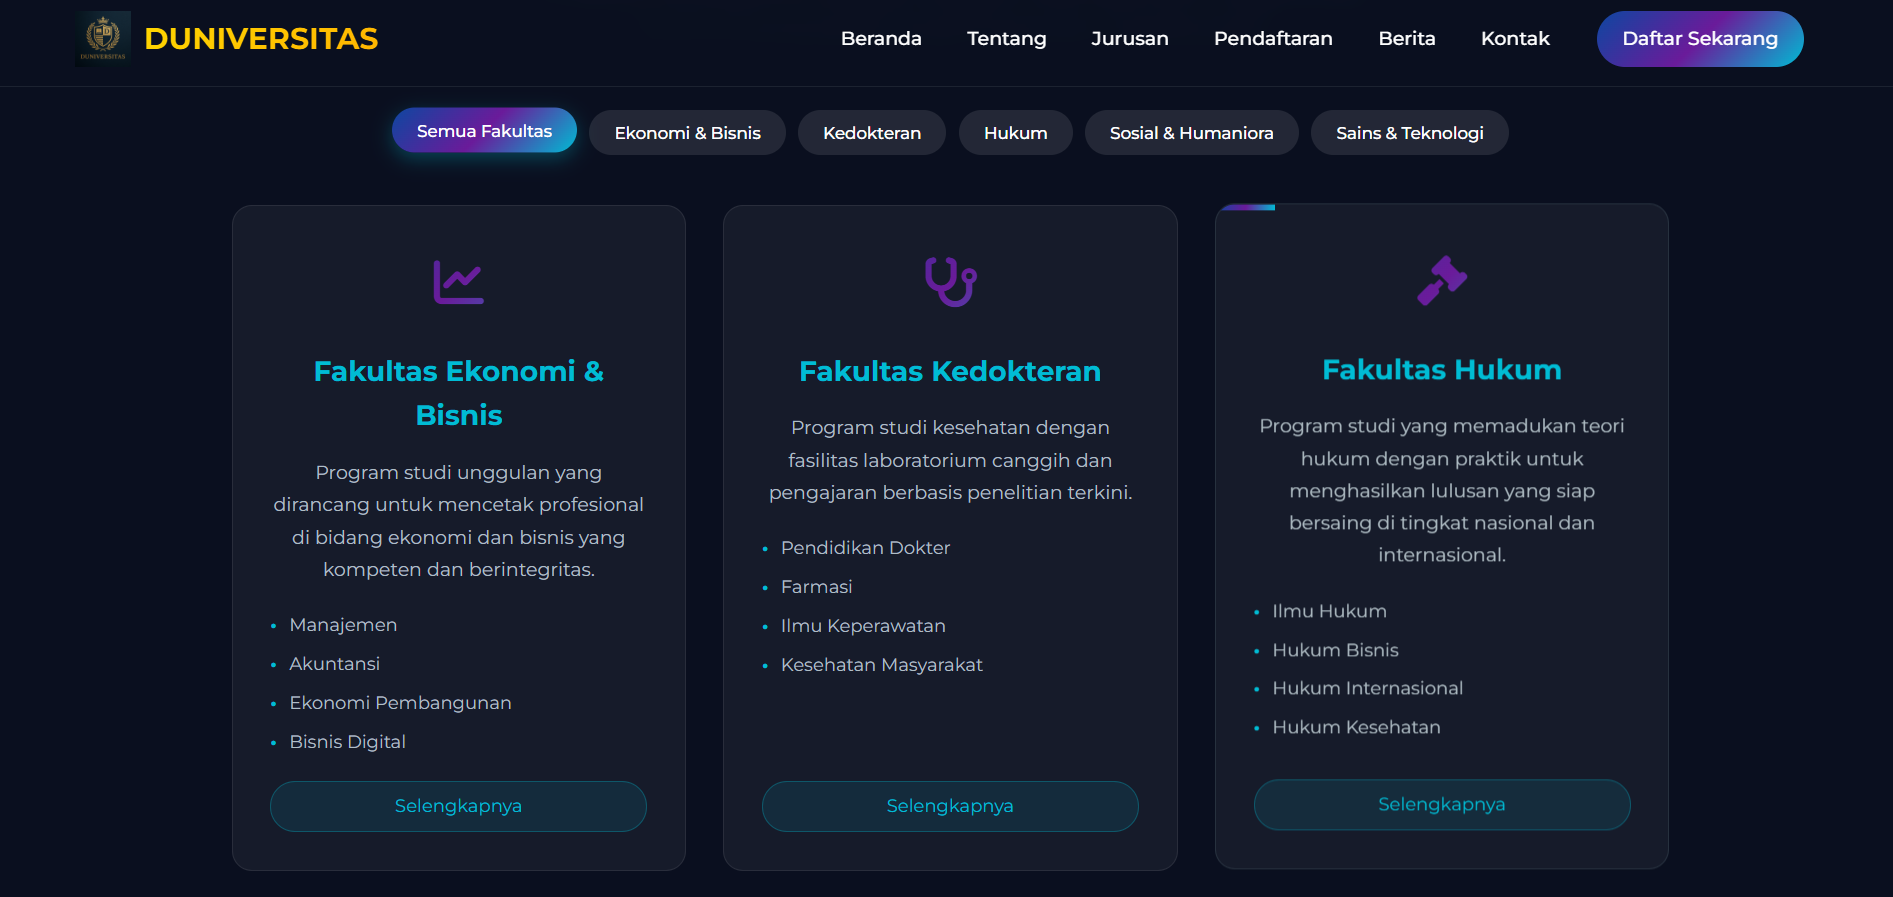 DUNIVERSITAS
DUNIVERSITAS
Beranda
Tentang
Jurusan
Pendaftaran
Berita
Kontak
Daftar Sekarang
Semua Fakultas
Ekonomi & Bisnis
Kedokteran
Hukum
Sosial & Humaniora
Sains & Teknologi
Fakultas Ekonomi &
Bisnis
Program studi unggulan yang
dirancang untuk mencetak profesional
di bidang ekonomi dan bisnis yang
kompeten dan berintegritas.
• Manajemen
• Akuntansi
• Ekonomi Pembangunan
• Bisnis Digital
Selengkapnya
Fakultas Kedokteran
Program studi kesehatan dengan
fasilitas laboratorium canggih dan
pengajaran berbasis penelitian terkini.
• Pendidikan Dokter
• Farmasi
• Ilmu Keperawatan
• Kesehatan Masyarakat
Selengkapnya
Fakultas Hukum
Program studi yang memadukan teori
hukum dengan praktik untuk
menghasilkan lulusan yang siap
bersaing di tingkat nasional dan
internasional.
• Ilmu Hukum
• Hukum Bisnis
• Hukum Internasional
• Hukum Kesehatan
Selengkapnya